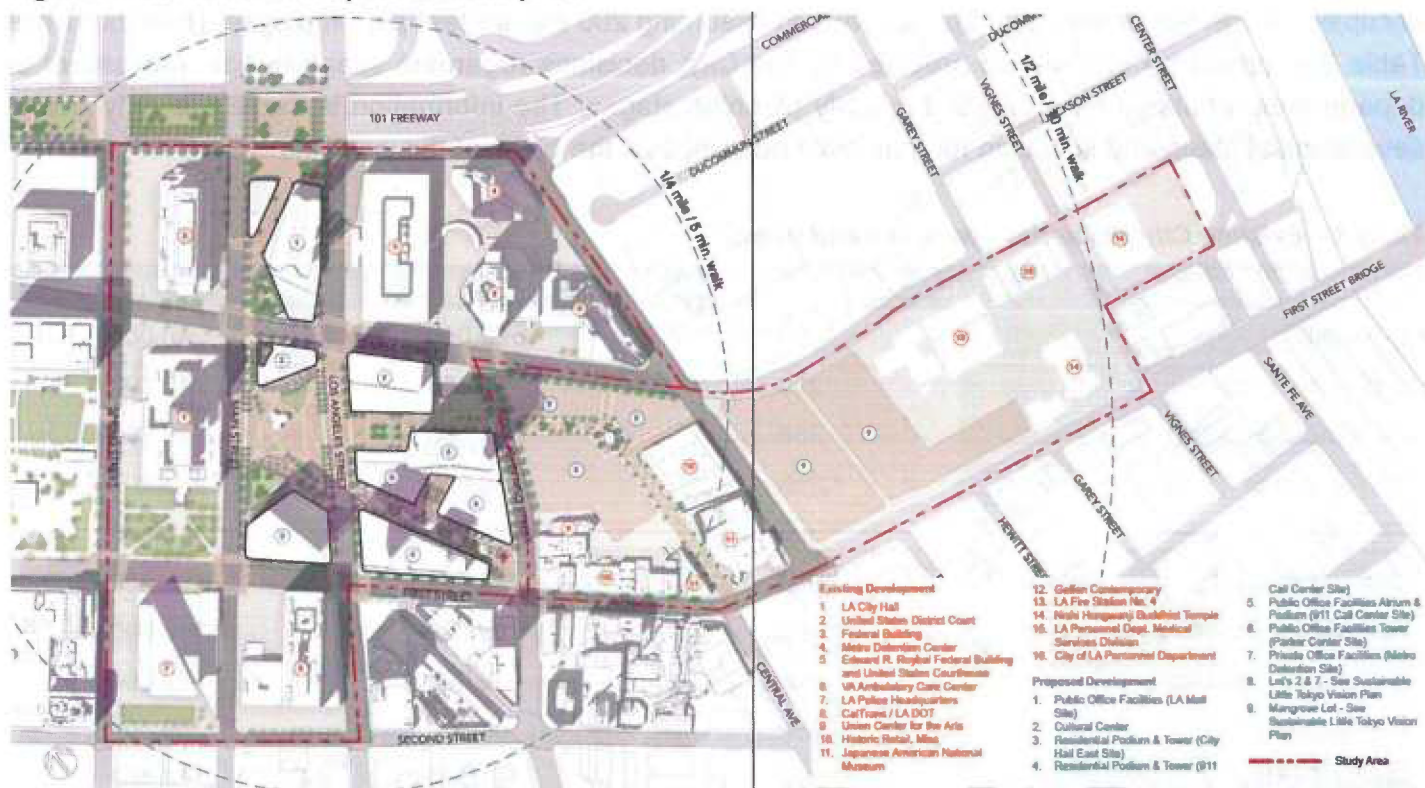 COMMERCIAL
CENTER STREET
VIGNES STREET
1/2 mile / 10 min. walk
LA RIVER
101 FREEWAY
GAREY STREET
DUCOMMUN STREET
1/4 mile / 5 min. walk
FIRST STREET BRIDGE
LOS ANGELES STREET
SANTE FE AVE
VIGNES STREET
GAREY STREET
FIRST STREET
CENTRAL AVE
SECOND STREET
Existing Development
1 LA City Hall
2 United States District Court
3 Federal Building
4 Metro Detention Center
5 Edward R. Roybal Federal Building
and United States Courthouse
6 VA Ambulatory Care Center
7 LA Police Headquarters
8. CalTrans / LA DOT
9. Union Center for the Arts
10. Historic Retail, Misc
11. Japanese American National
Museum
12. Geffen Contemporary
13. LA Fire Station No. 4
14. Nishi Hongwanji Buddhist Temple
15. LA Personnel Dept. Medical
Services Division
16. City of LA Personnel Department
Proposed Development
1. Public Office Facilities (LA Mall
Site)
2. Cultural Center
3. Residential Podium & Tower (City
Hall East Site)
4. Residential Podium & Tower (911
Call Center Site)
5. Public Office Facilities Atrium &
Podium (911 Call Center Site)
6. Public Office Facilities Tower
(Parker Center Site)
7. Private Office Facilities (Metro
Detention Site)
8. Lot's 2 & 7 - See Sustainable
Little Tokyo Vision Plan
9. Mangrove Lot - See
Sustainable Little Tokyo Vision
Plan
Study Area